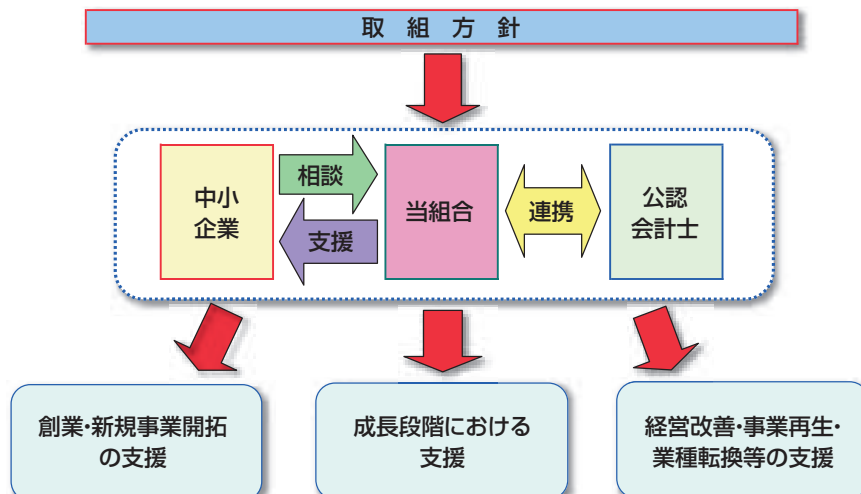 取組方針
中小
企業
相談
支援
当組合
連携
公認
会計士
創業・新規事業開拓
の支援
成長段階における
支援
経営改善・事業再生・
業種転換等の支援